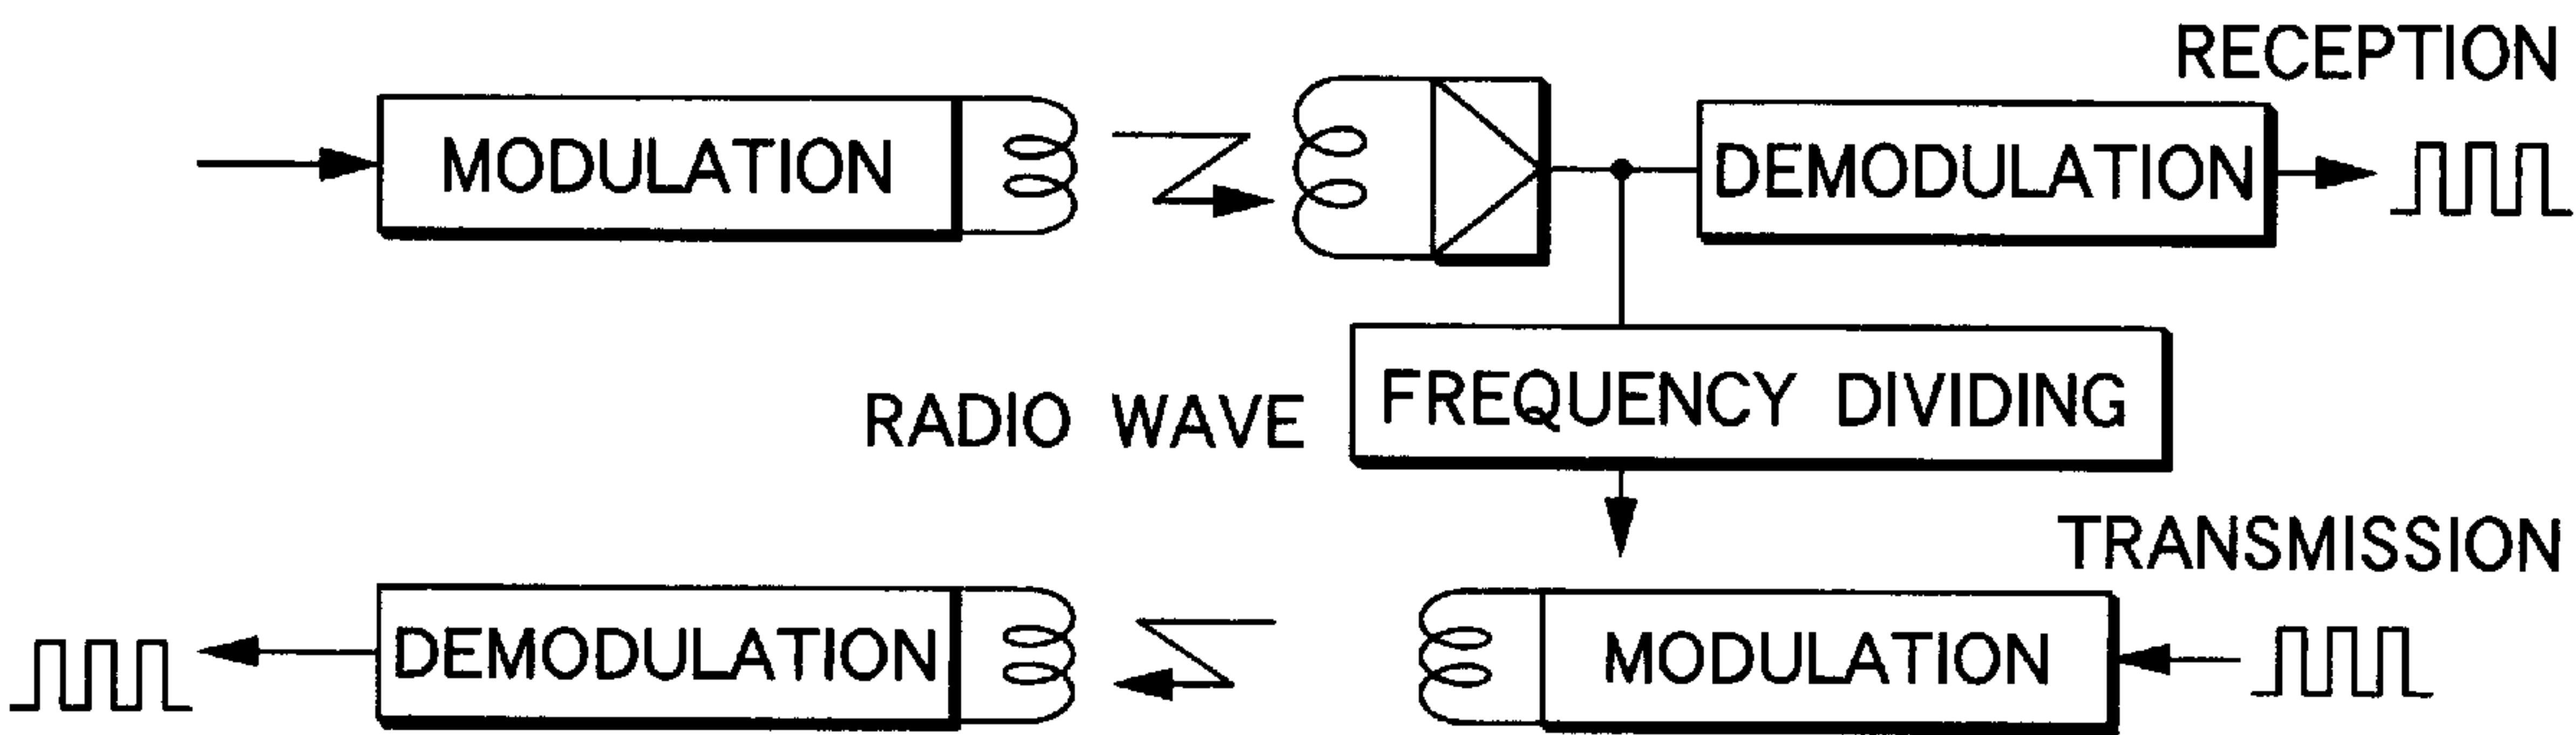 RECEPTION
MODULATION
DEMODULATION
FREQUENCY DIVIDING
RADIO WAVE
TRANSMISSION
DEMODULATION
MODULATION